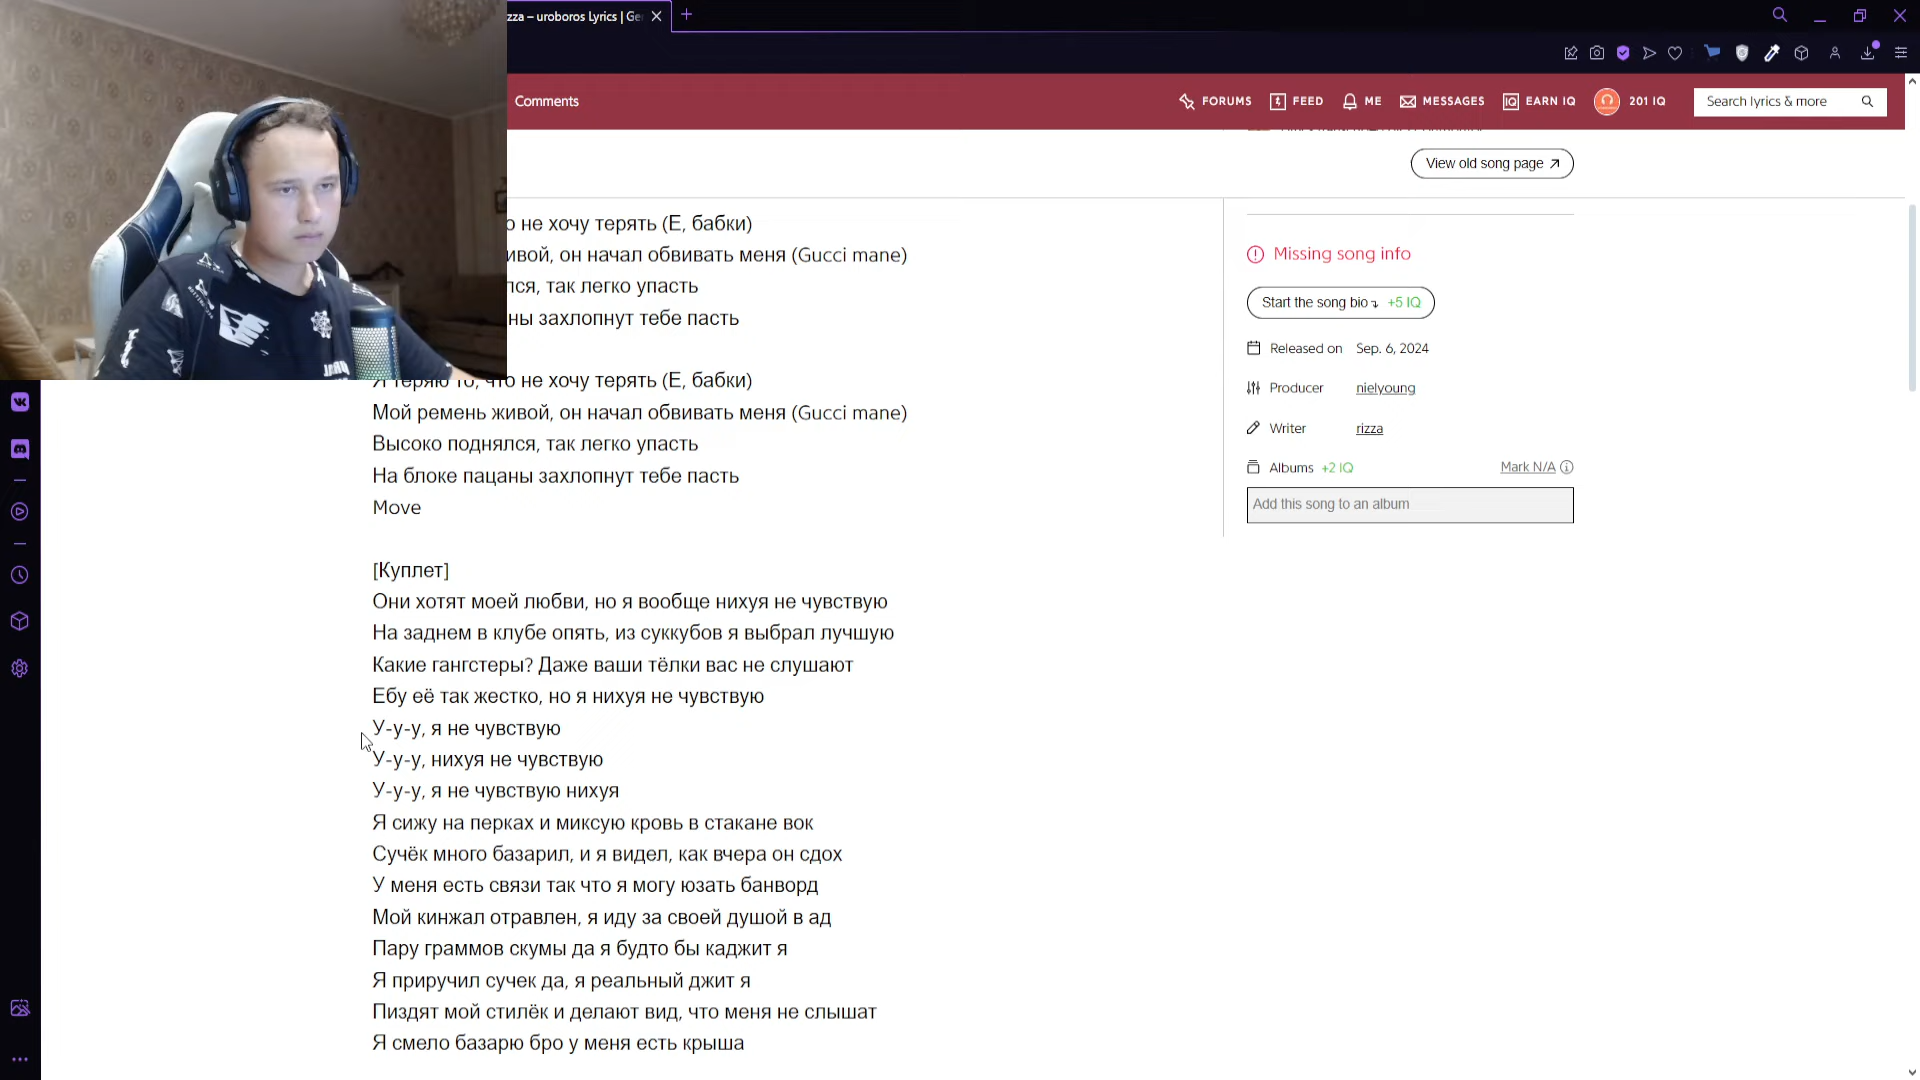 zza – uroboros Lyrics | Ge
Comments
FORUMS
FEED
ME
MESSAGES
EARN IQ
201 IQ
Search lyrics & more
View old song page
о не хочу терять (Е, бабки)
ивой, он начал обвивать меня (Gucci mane)
лся, так легко упасть
ны захлопнут тебе пасть
Я теряю то, что не хочу терять (Е, бабки)
Мой ремень живой, он начал обвивать меня (Gucci mane)
Высоко поднялся, так легко упасть
На блоке пацаны захлопнут тебе пасть
Move
[Куплет]
Они хотят моей любви, но я вообще нихуя не чувствую
На заднем в клубе опять, из суккубов я выбрал лучшую
Какие гангстеры? Даже ваши тёлки вас не слушают
Ебу её так жестко, но я нихуя не чувствую
У-у-у, я не чувствую
У-у-у, нихуя не чувствую
У-у-у, я не чувствую нихуя
Я сижу на перках и миксую кровь в стакане вок
Сучёк много базарил, и я видел, как вчера он сдох
У меня есть связи так что я могу юзать банворд
Мой кинжал отравлен, я иду за своей душой в ад
Пару граммов скумы да я будто бы каджит я
Я приручил сучек да, я реальный джит я
Пиздят мой стилёк и делают вид, что меня не слышат
Я смело базарю бро у меня есть крыша
Missing song info
Start the song bio +5 IQ
Released on Sep. 6, 2024
Producer nielyoung
Writer rizza
Albums +2 IQ Mark N/A
Add this song to an album